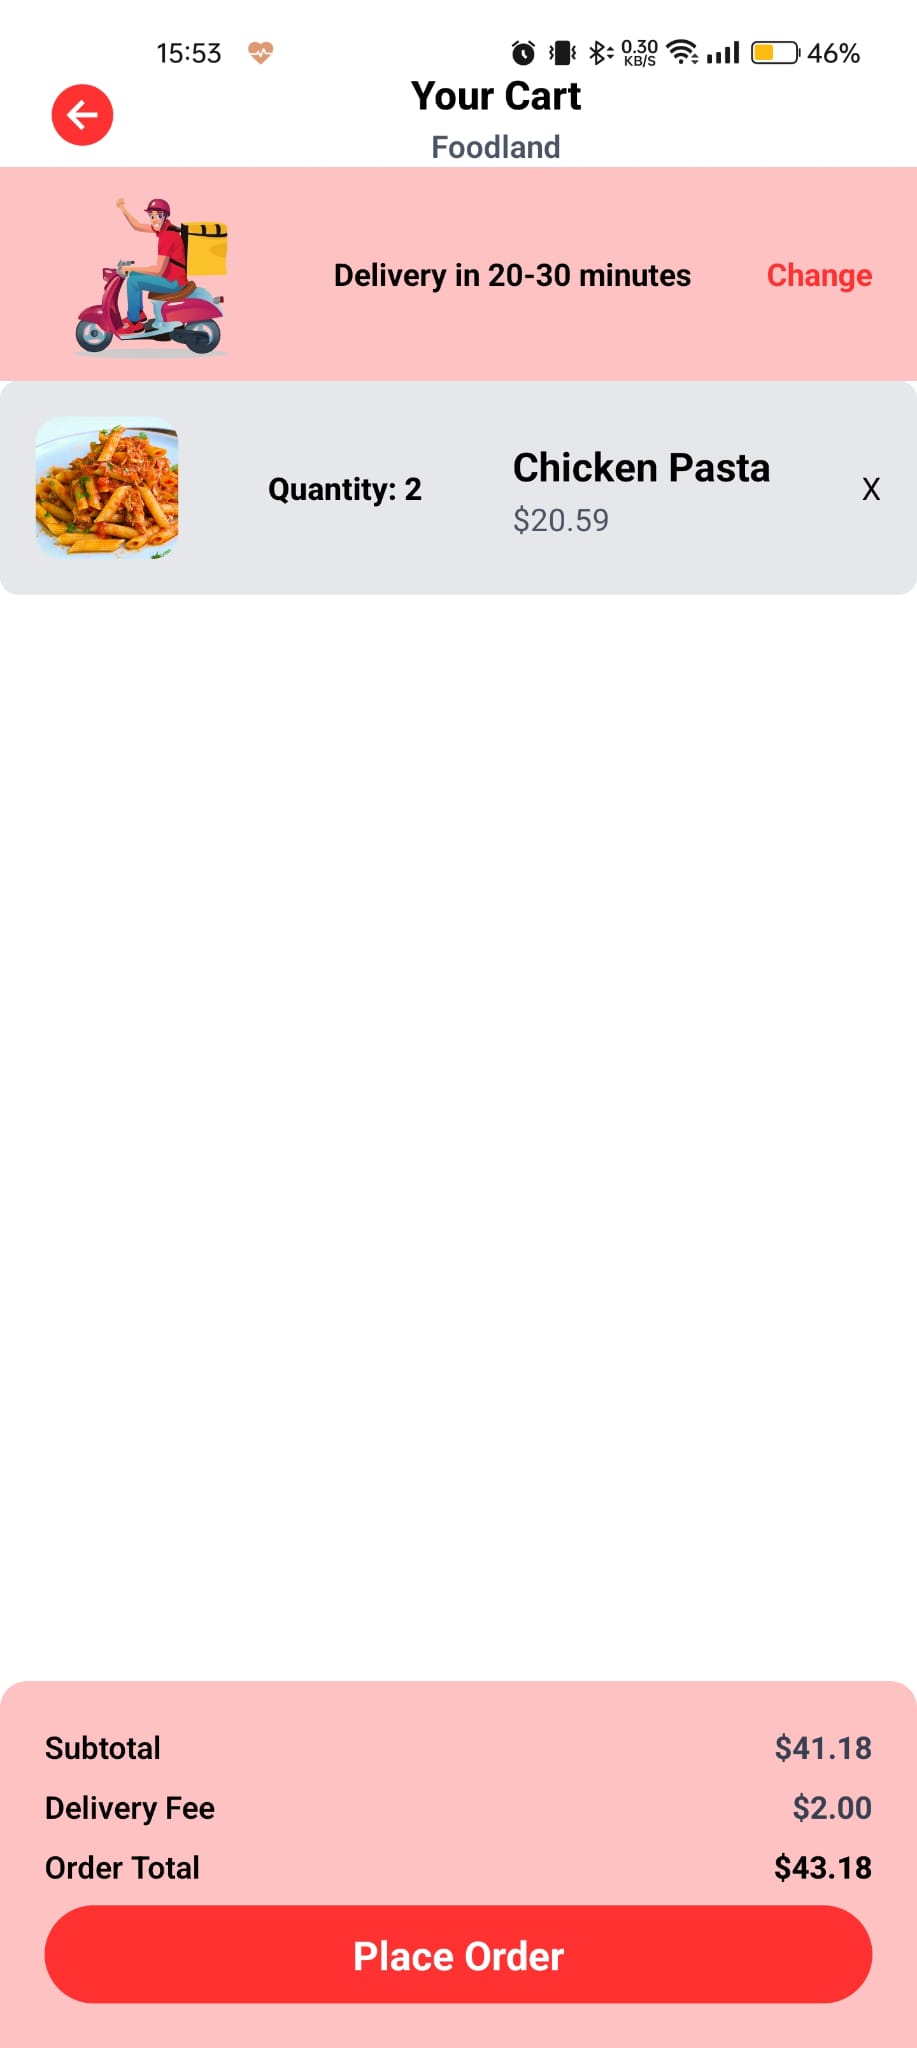 15:53 0.30 KB/S 46%
Your Cart
Foodland
Delivery in 20-30 minutes Change
Quantity: 2 Chicken Pasta X
$20.59
Subtotal $41.18
Delivery Fee $2.00
Order Total $43.18
Place Order